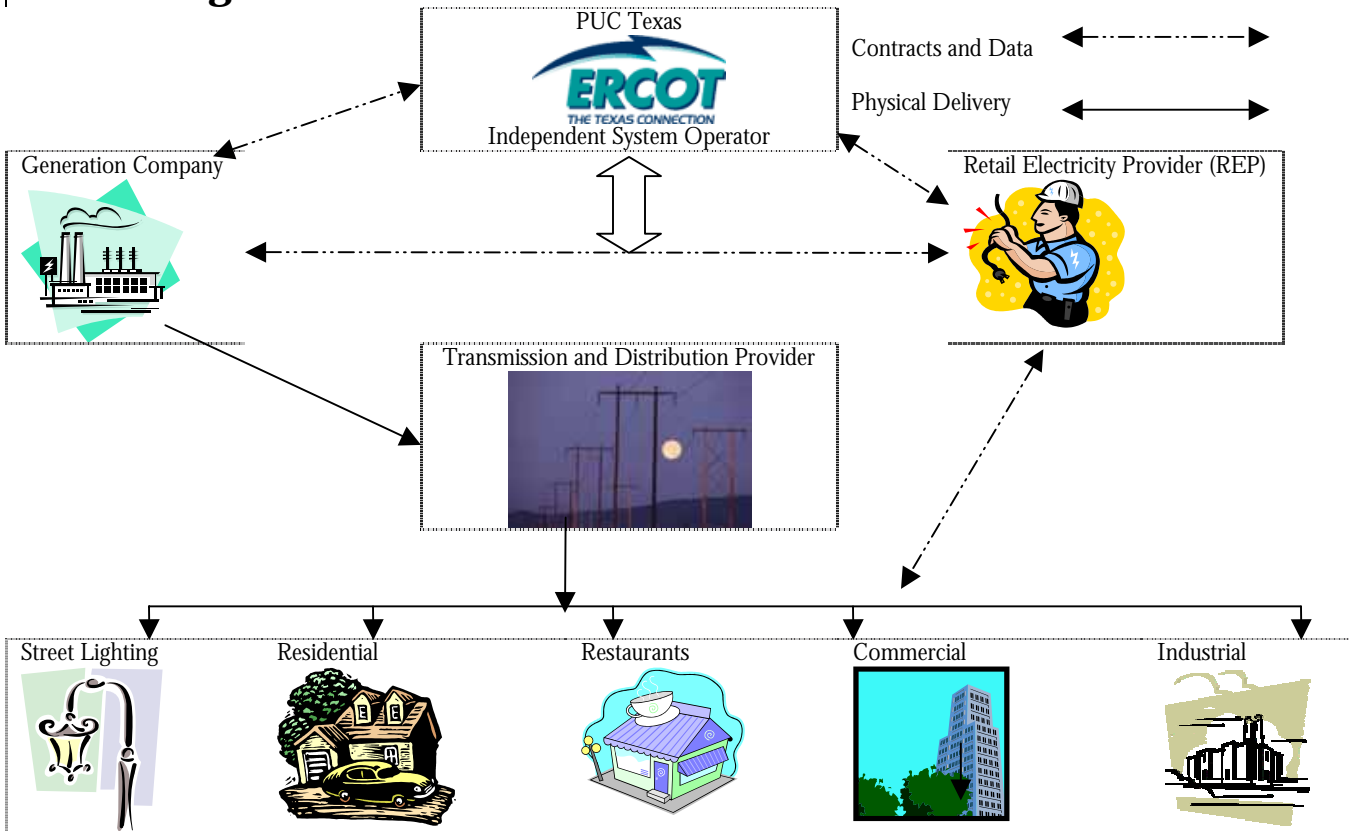 PUC Texas
ERCOT
THE TEXAS CONNECTION
Independent System Operator
Contracts and Data
Physical Delivery
Generation Company
Retail Electricity Provider (REP)
Transmission and Distribution Provider
Street Lighting
Residential
Restaurants
Commercial
Industrial